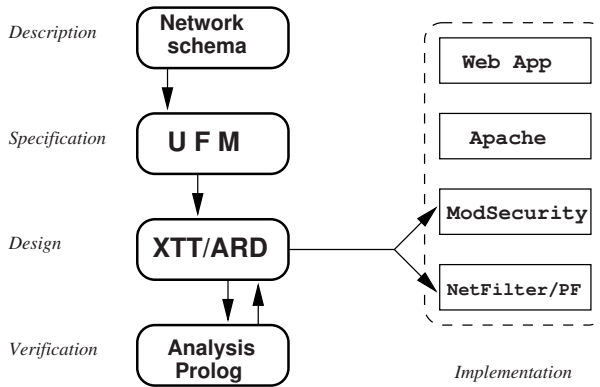 Description
Network
schema
Web App
Specification
U F M
Apache
ModSecurity
Design
XTT/ARD
NetFilter/PF
Verification
Analysis
Prolog
Implementation